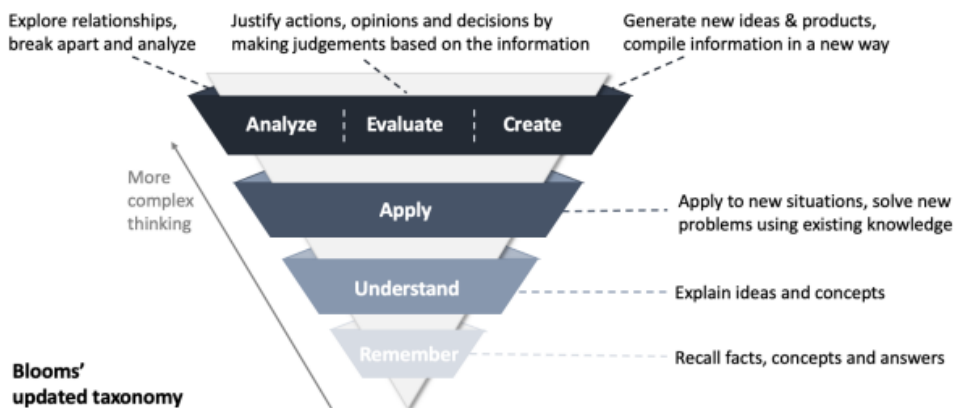 Explore relationships,
break apart and analyze
Justify actions, opinions and decisions by
making judgements based on the information
Generate new ideas & products,
compile information in a new way
Analyze
Evaluate
Create
More
complex
thinking
Apply
Apply to new situations, solve new
problems using existing knowledge
Understand
Explain ideas and concepts
Remember
Recall facts, concepts and answers
Blooms'
updated taxonomy